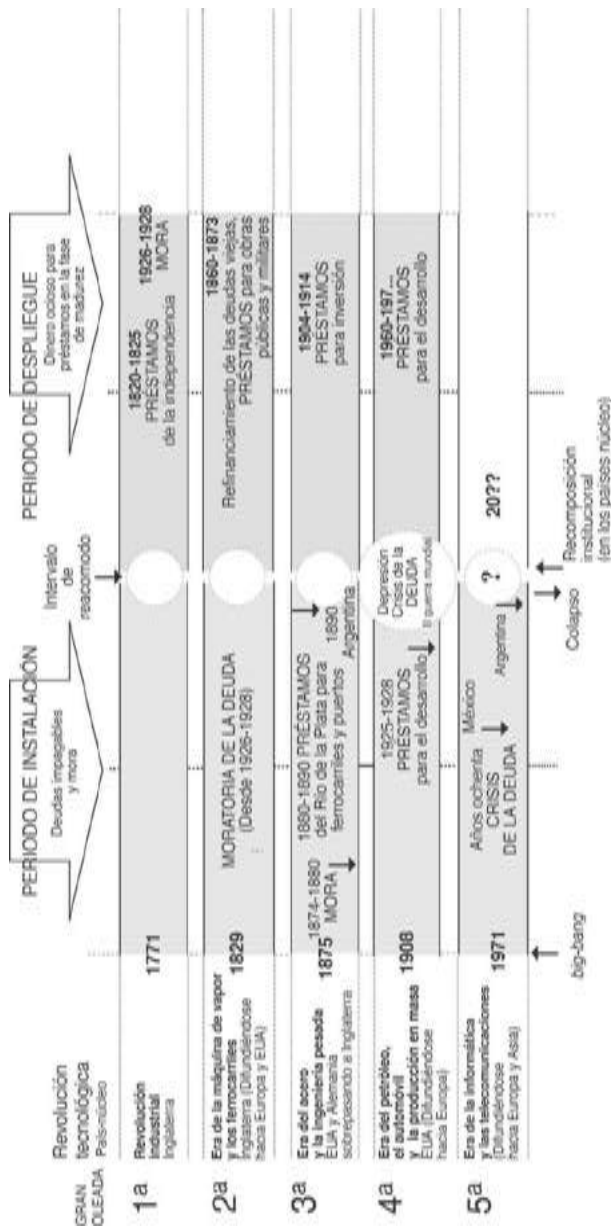 GRAN
OLEADA
Revolución
tecnológica
País-núcleo
PERIODO DE INSTALACIÓN
Deudas impagables
y mora
Intervalo
de
reacomodo
PERIODO DE DESPLIEGUE
Dinero ocioso para
préstamos en la fase
de madurez
1ª
Revolución
industrial
Inglaterra
1771
1820-1825
PRÉSTAMOS
de la independencia
1926-1928
MORA
2ª
Era de la máquina de vapor
y los ferrocarriles
Inglaterra (Difundiéndose
hacia Europa y EUA)
1829
MORATORIA DE LA DEUDA
(Desde 1926-1928)
1860-1873
Refinanciamiento de las deudas viejas,
PRÉSTAMOS para obras
públicas y militares
3ª
Era del acero
y la ingeniería pesada
EUA y Alemania
sobrepasando a Inglaterra
1875
1874-1880
MORA
1880-1890 PRÉSTAMOS
del Río de la Plata para
ferrocarriles y puertos
1890
Argentina
1904-1914
PRÉSTAMOS
para inversión
4ª
Era del petróleo,
el automóvil
y la producción en masa
EUA (Difundiéndose
hacia Europa)
1908
1925-1928
PRÉSTAMOS
para el desarrollo
Depresión
Crisis de la
DEUDA
II guerra mundial
1960-197...
PRÉSTAMOS
para el desarrollo
5ª
Era de la informática
y las telecomunicaciones
(Difundiéndose
hacia Europa y Asia)
1971
Años ochenta
CRISIS
DE LA DEUDA
México
Argentina
?
20??
big-bang
Colapso
Recomposición
institucional
(en los países núcleo)